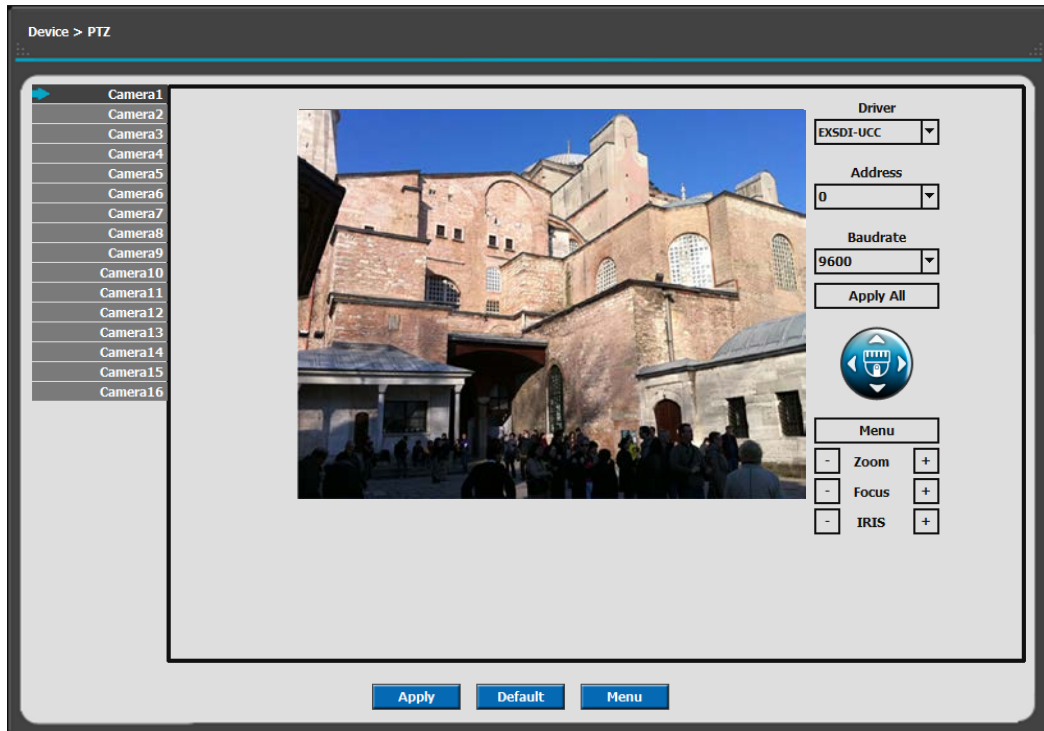 Device > PTZ
Camera1
Camera2
Camera3
Camera4
Camera5
Camera6
Camera7
Camera8
Camera9
Camera10
Camera11
Camera12
Camera13
Camera14
Camera15
Camera16
Driver
EXSDI-UCC
Address
0
Baudrate
9600
Apply All
Menu
- Zoom +
- Focus +
- IRIS +
Apply Default Menu